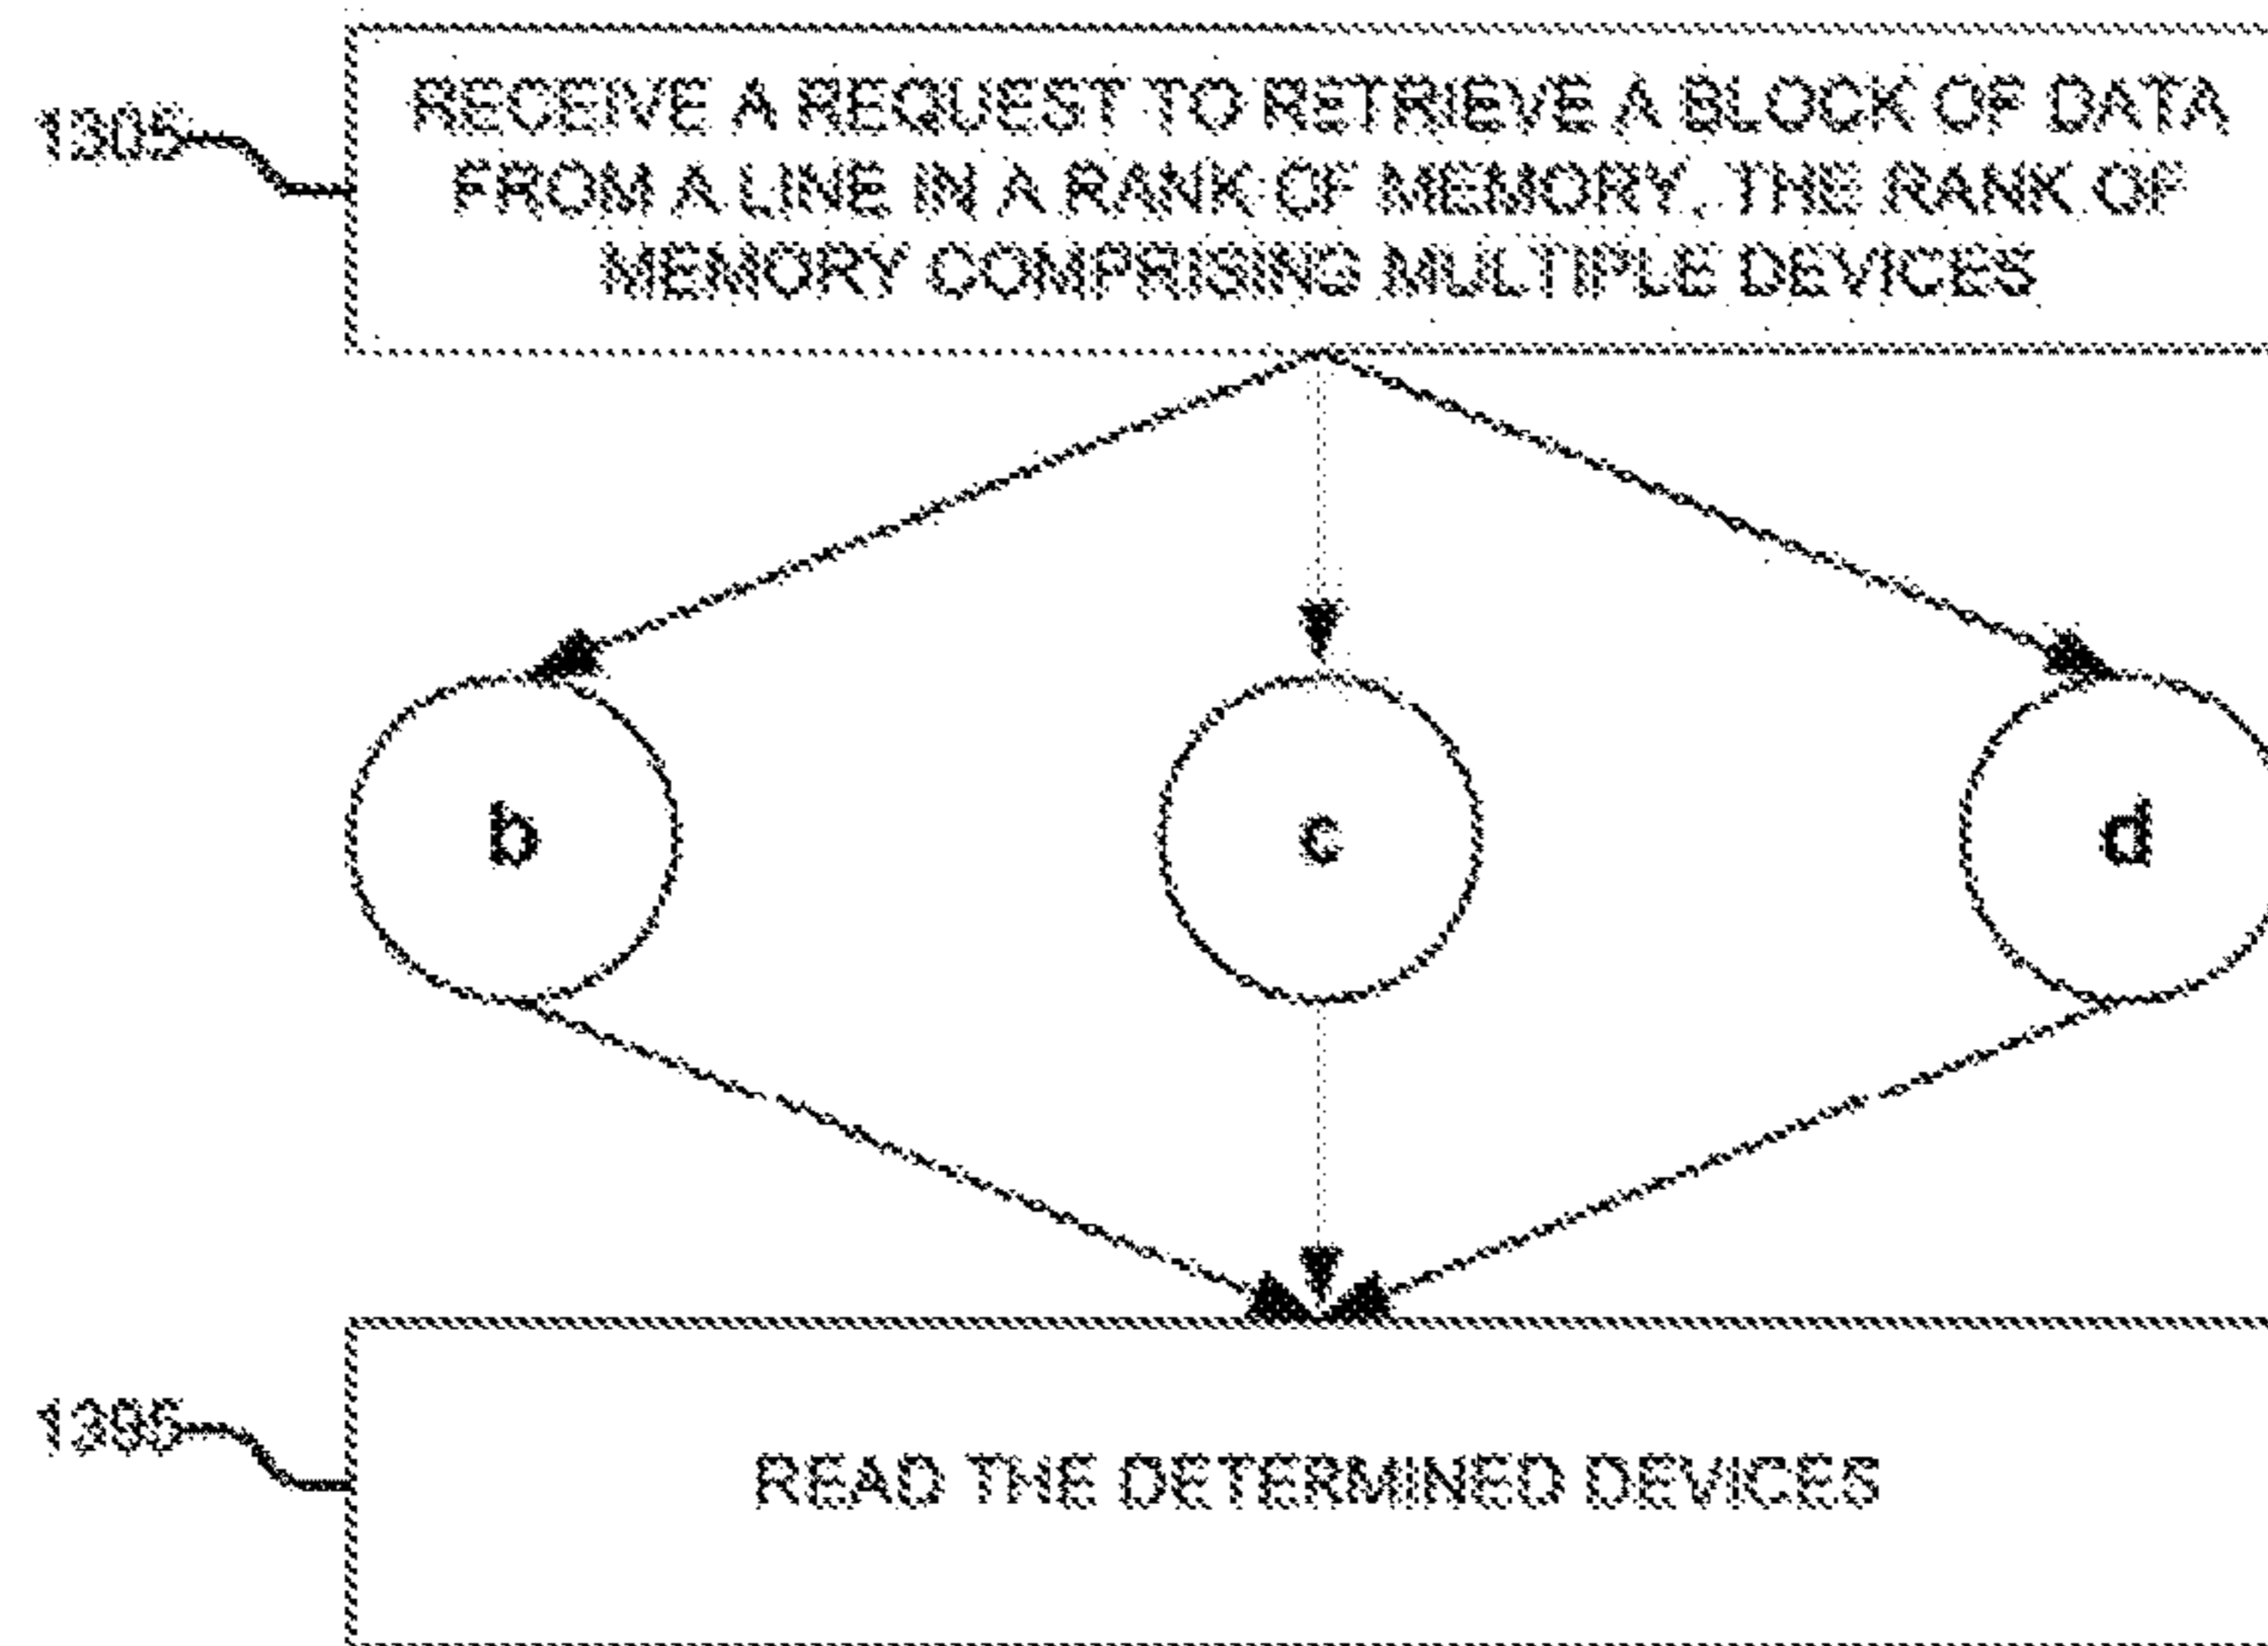 1305
RECEIVE A REQUEST TO RETRIEVE A BLOCK OF DATA
FROM A LINE IN A RANK OF MEMORY, THE RANK OF
MEMORY COMPRISING MULTIPLE DEVICES
b
c
d
1395
READ THE DETERMINED DEVICES